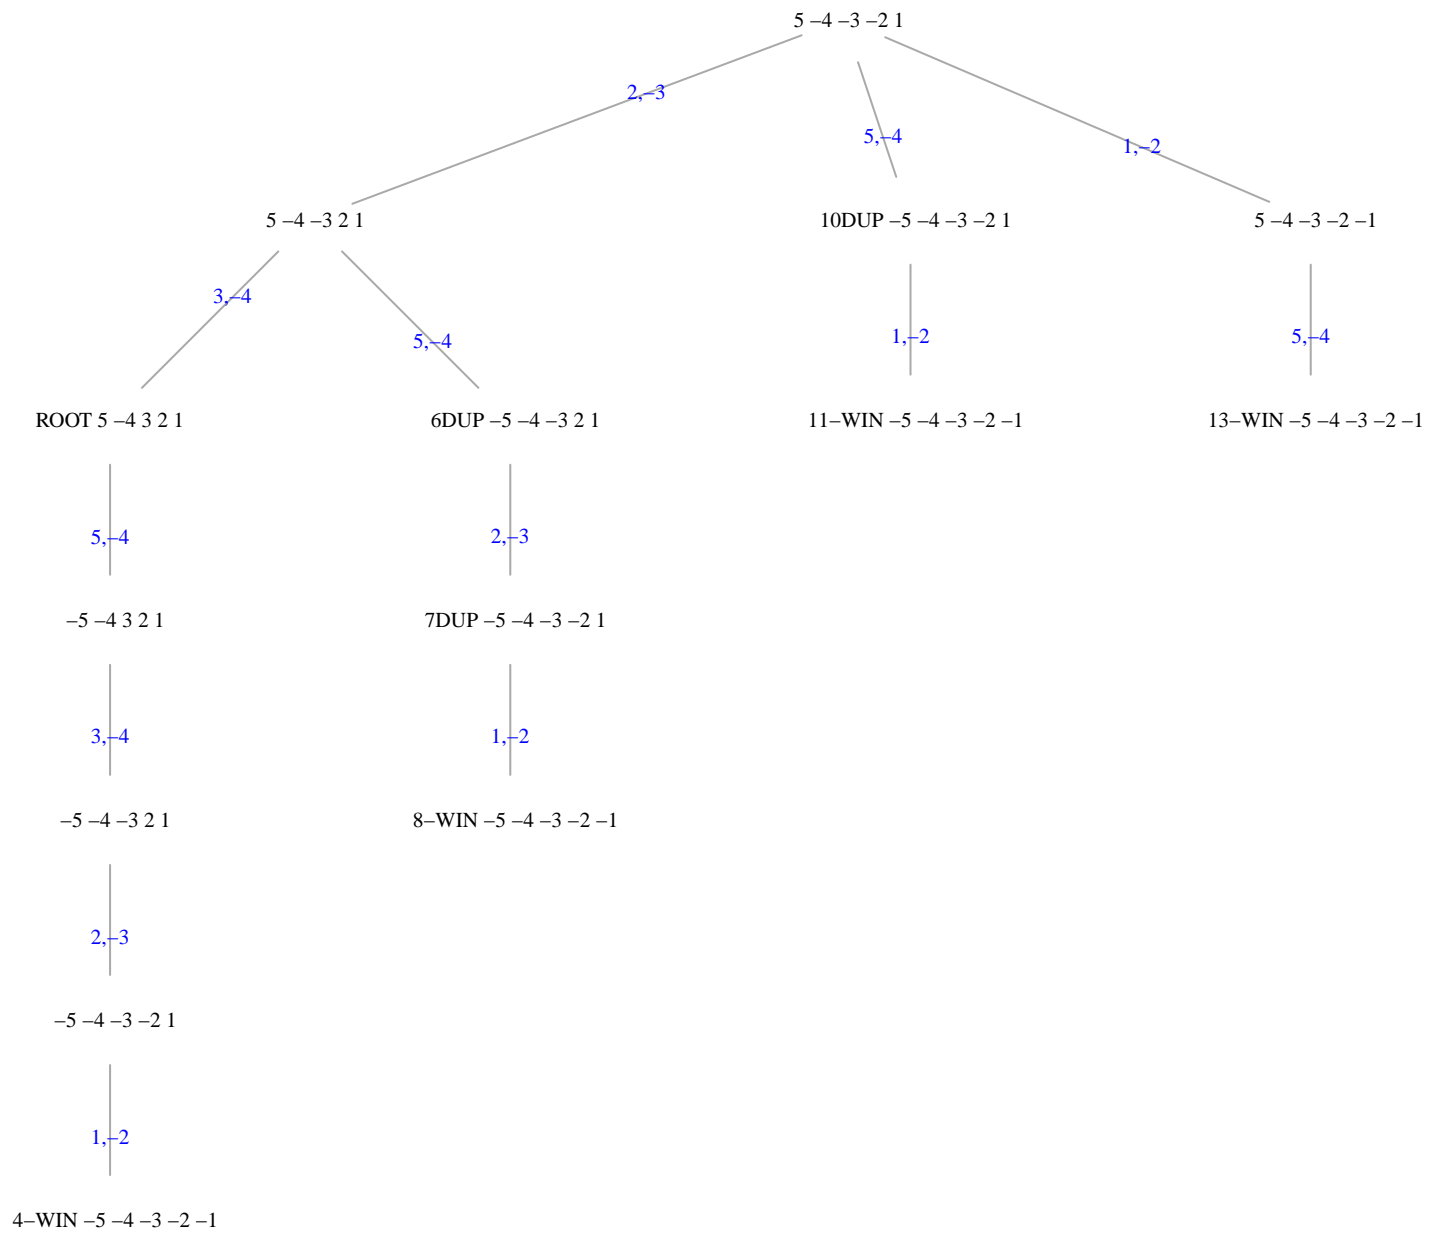 5 –4 –3 –2 1
2,–3
5,–4
1,–2
5 –4 –3 2 1
10DUP –5 –4 –3 –2 1
5 –4 –3 –2 –1
3,–4
5,–4
1,–2
5,–4
ROOT 5 –4 3 2 1
6DUP –5 –4 –3 2 1
11–WIN –5 –4 –3 –2 –1
13–WIN –5 –4 –3 –2 –1
5,–4
2,–3
–5 –4 3 2 1
7DUP –5 –4 –3 –2 1
3,–4
1,–2
–5 –4 –3 2 1
8–WIN –5 –4 –3 –2 –1
2,–3
–5 –4 –3 –2 1
1,–2
4–WIN –5 –4 –3 –2 –1